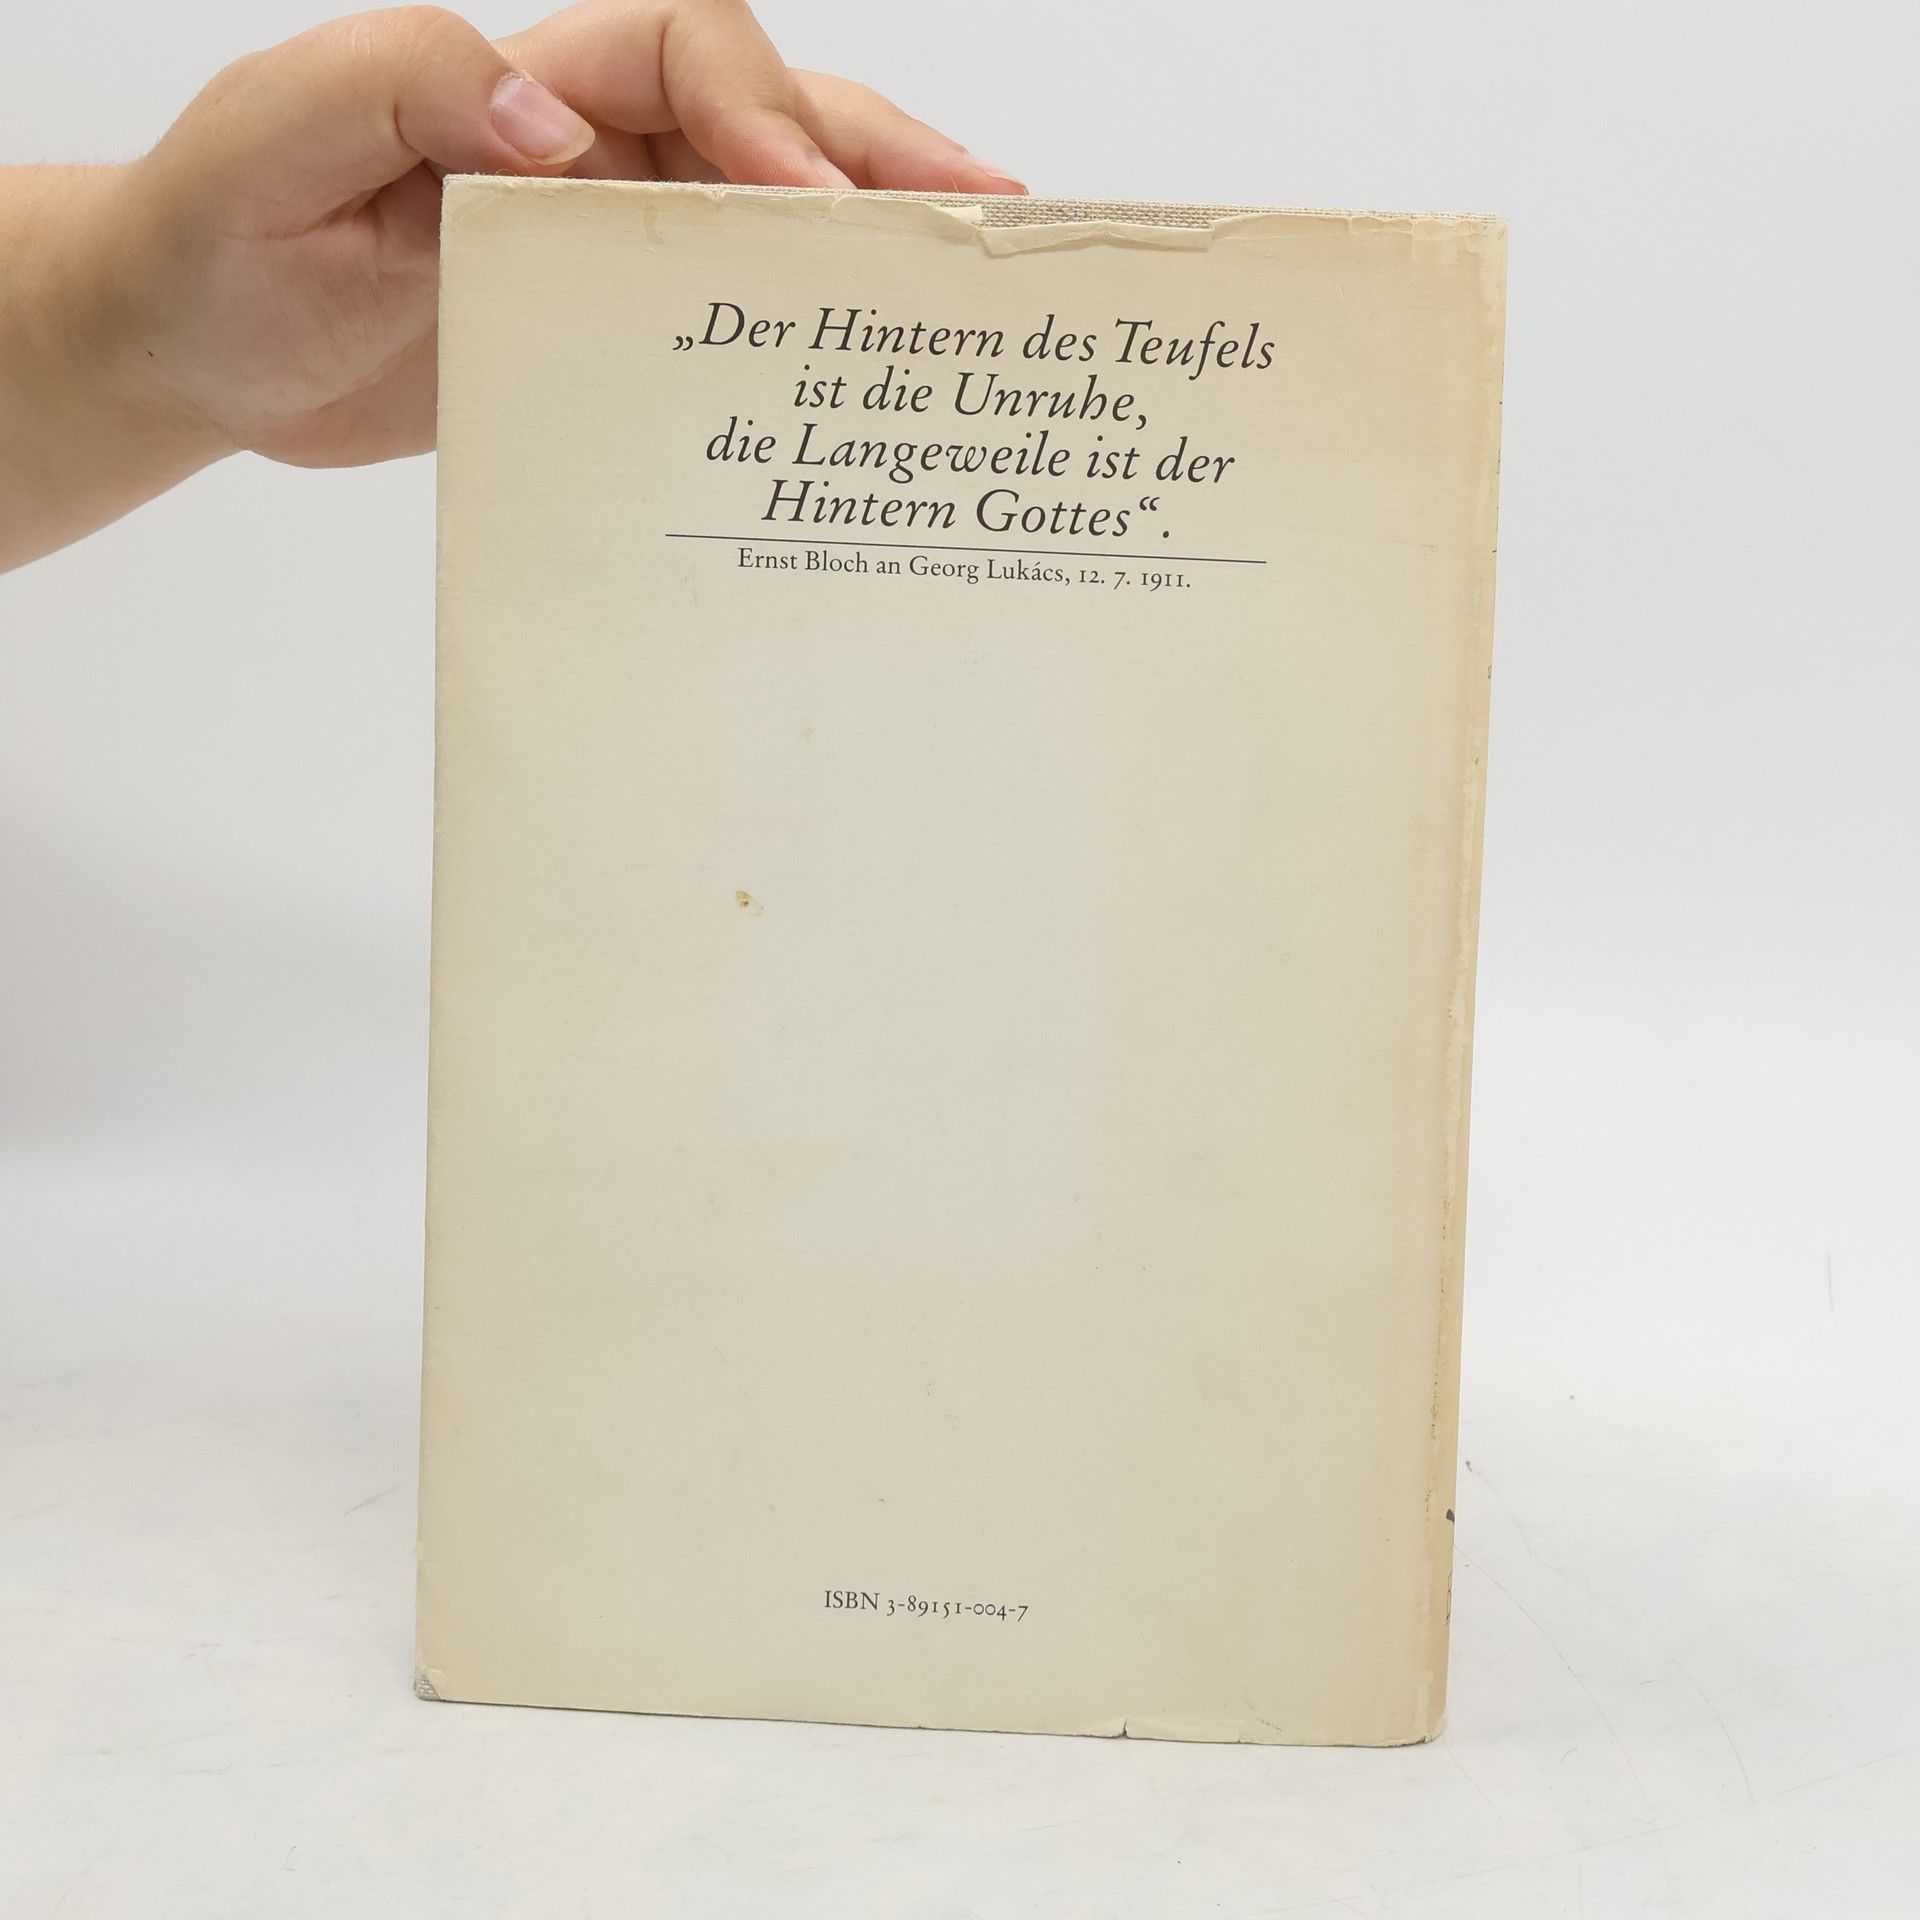 „Der Hintern des Teufels
ist die Unruhe,
die Langeweile ist der
Hintern Gottes“.
Ernst Bloch an Georg Lukács, 12. 7. 1911.
ISBN 3-89151-004-7